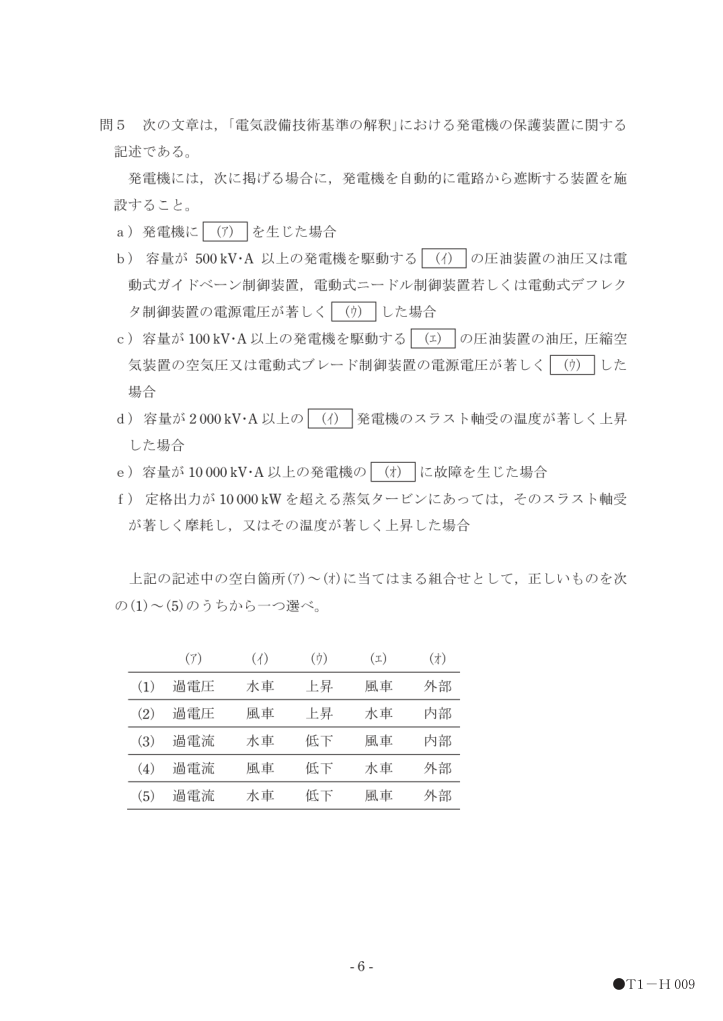 問５　次の文章は，「電気設備技術基準の解釈」における発電機の保護装置に関する
記述である。
発電機には，次に掲げる場合に，発電機を自動的に電路から遮断する装置を施
設すること。
ａ）発電機に (ｱ) を生じた場合
ｂ） 容量が 500 kV･A 以上の発電機を駆動する (ｲ) の圧油装置の油圧又は電
動式ガイドベーン制御装置，電動式ニードル制御装置若しくは電動式デフレク
タ制御装置の電源電圧が著しく (ｳ) した場合
ｃ）容量が 100 kV･A 以上の発電機を駆動する (ｴ) の圧油装置の油圧，圧縮空
気装置の空気圧又は電動式ブレード制御装置の電源電圧が著しく (ｳ) した
場合
ｄ）容量が 2 000 kV･A 以上の (ｲ) 発電機のスラスト軸受の温度が著しく上昇
した場合
ｅ）容量が 10 000 kV･A 以上の発電機の (ｵ) に故障を生じた場合
ｆ） 定格出力が 10 000 kW を超える蒸気タービンにあっては，そのスラスト軸受
が著しく摩耗し，又はその温度が著しく上昇した場合
上記の記述中の空白箇所(ｱ)～(ｵ)に当てはまる組合せとして，正しいものを次
の(1)～(5)のうちから一つ選べ。
(ｱ) (ｲ) (ｳ) (ｴ) (ｵ)
(1) 過電圧 水車 上昇 風車 外部
(2) 過電圧 風車 上昇 水車 内部
(3) 過電流 水車 低下 風車 内部
(4) 過電流 風車 低下 水車 外部
(5) 過電流 水車 低下 風車 外部
- 6 -
●T1－H 009